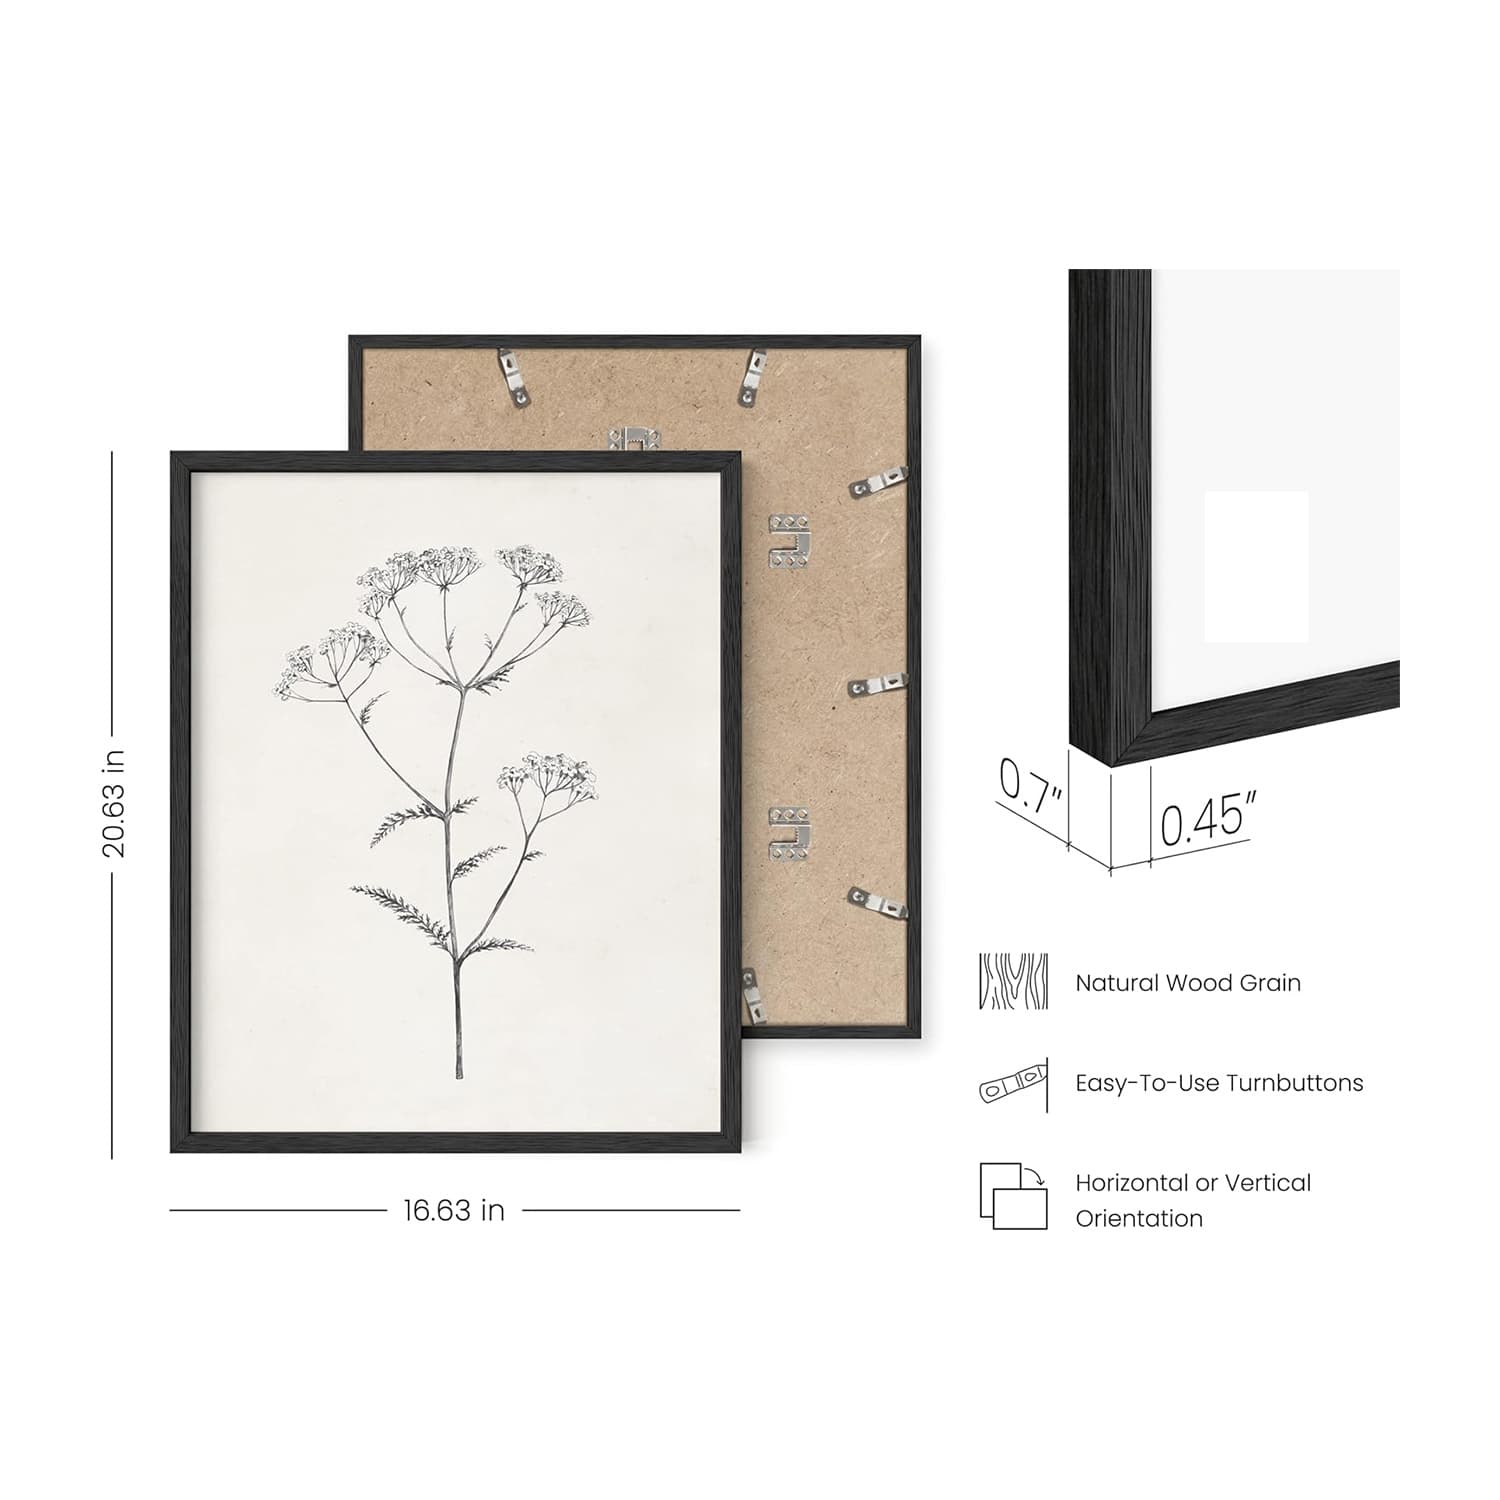 20.63 in
16.63 in
0.7"
0.45"
Natural Wood Grain
Easy-To-Use Turnbuttons
Horizontal or Vertical
Orientation